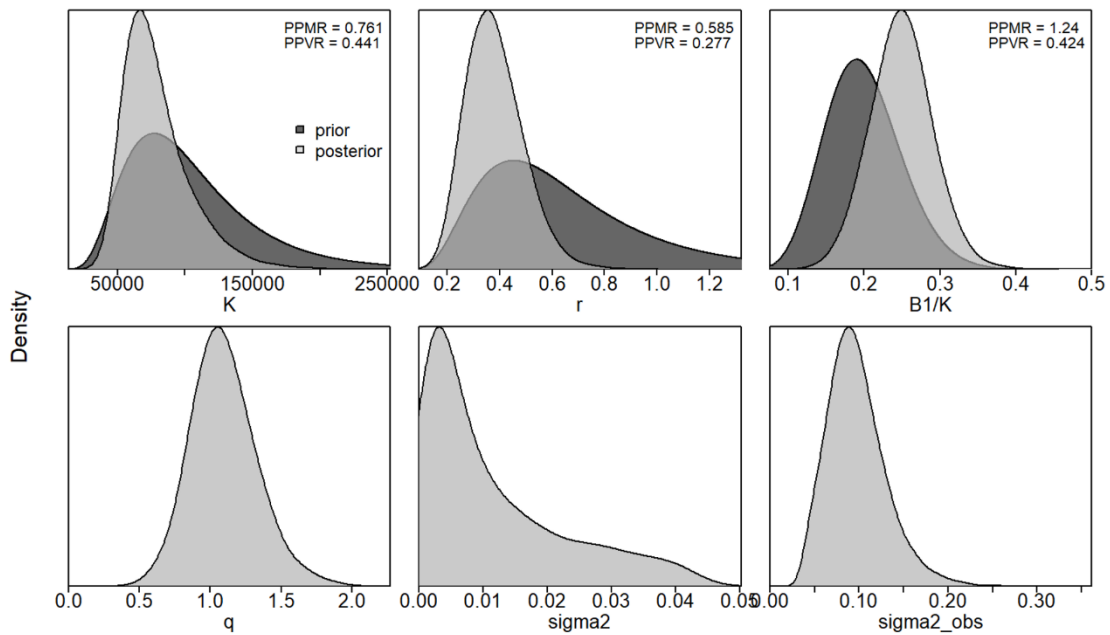 PPMR = 0.761
PPVR = 0.441
prior
posterior
50000 150000 250000
K
PPMR = 0.585
PPVR = 0.277
0.2 0.4 0.6 0.8 1.0 1.2
r
PPMR = 1.24
PPVR = 0.424
0.1 0.2 0.3 0.4 0.5
B1/K
Density
0.0 0.5 1.0 1.5 2.0
q
0.00 0.01 0.02 0.03 0.04 0.05
sigma2
0.00 0.10 0.20 0.30
sigma2_obs